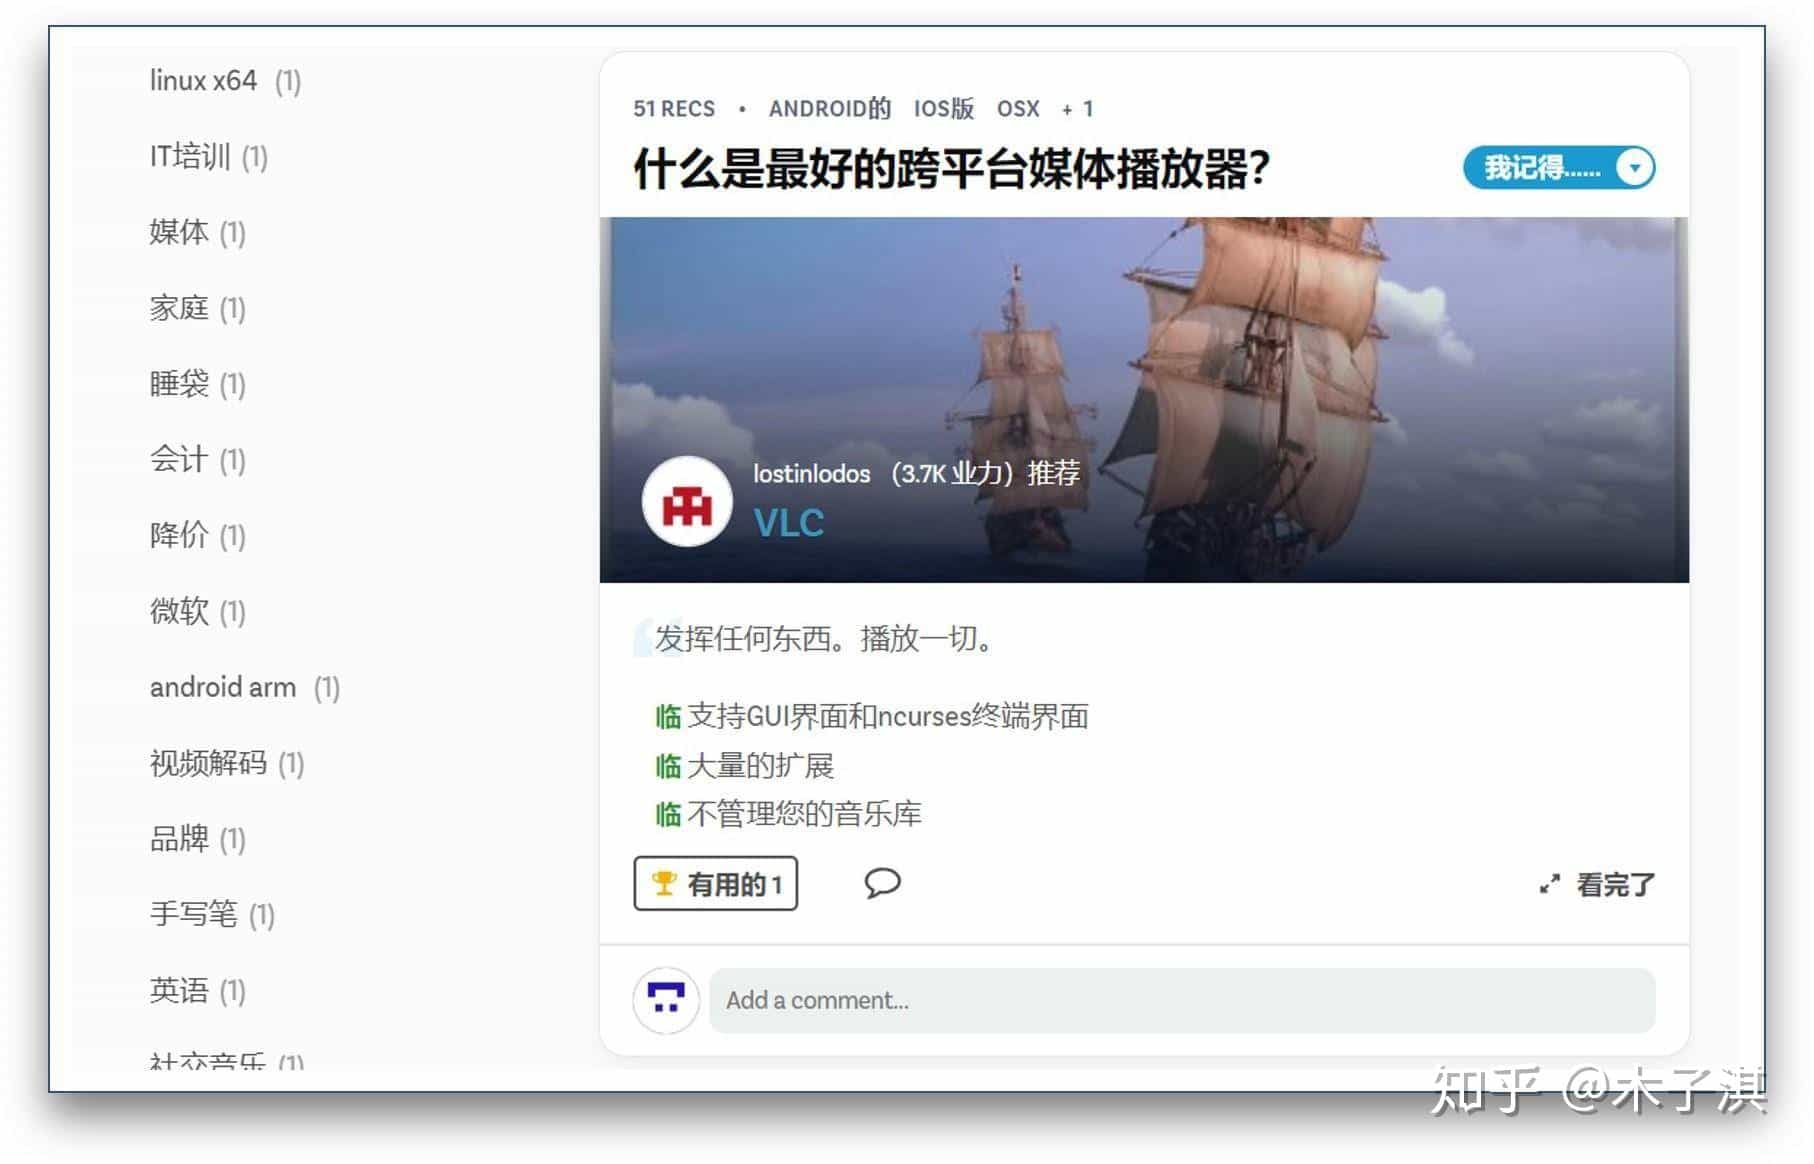 linux x64 (1)
IT培训 (1)
媒体 (1)
家庭 (1)
睡袋 (1)
会计 (1)
降价 (1)
微软 (1)
android arm (1)
视频解码 (1)
品牌 (1)
手写笔 (1)
英语 (1)
社交音乐 (1)
51 RECS • ANDROID的 IOS版 OSX + 1
什么是最好的跨平台媒体播放器?
我记得......
lostinlodos （3.7K 业力）推荐
VLC
发挥任何东西。播放一切。
临 支持GUI界面和ncurses终端界面
临 大量的扩展
临 不管理您的音乐库
有用的 1
看完了
Add a comment...
知乎 @木子淇